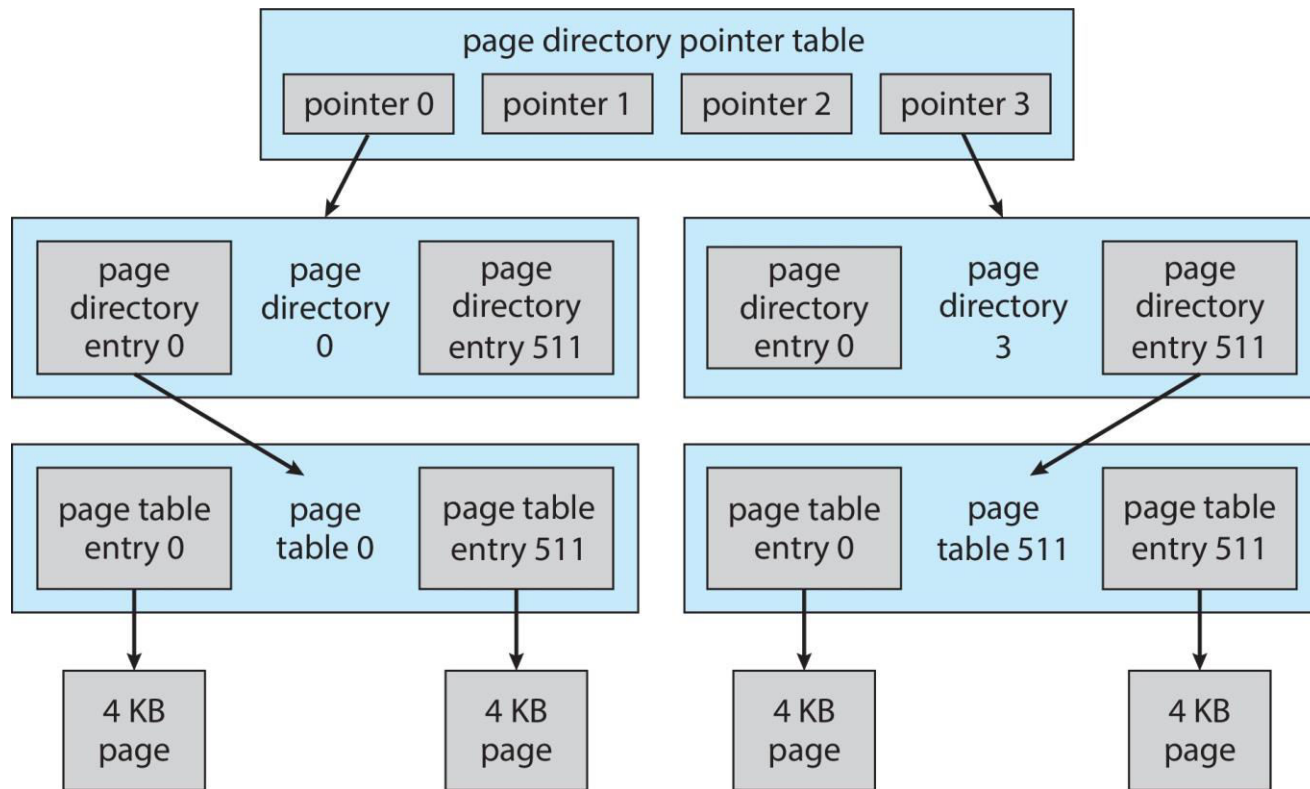 page directory pointer table
pointer 0
pointer 1
pointer 2
pointer 3
page
directory
entry 0
page
directory
0
page
directory
entry 511
page
directory
entry 0
page
directory
3
page
directory
entry 511
page table
entry 0
page
table 0
page table
entry 511
page table
entry 0
page
table 511
page table
entry 511
4 KB
page
4 KB
page
4 KB
page
4 KB
page